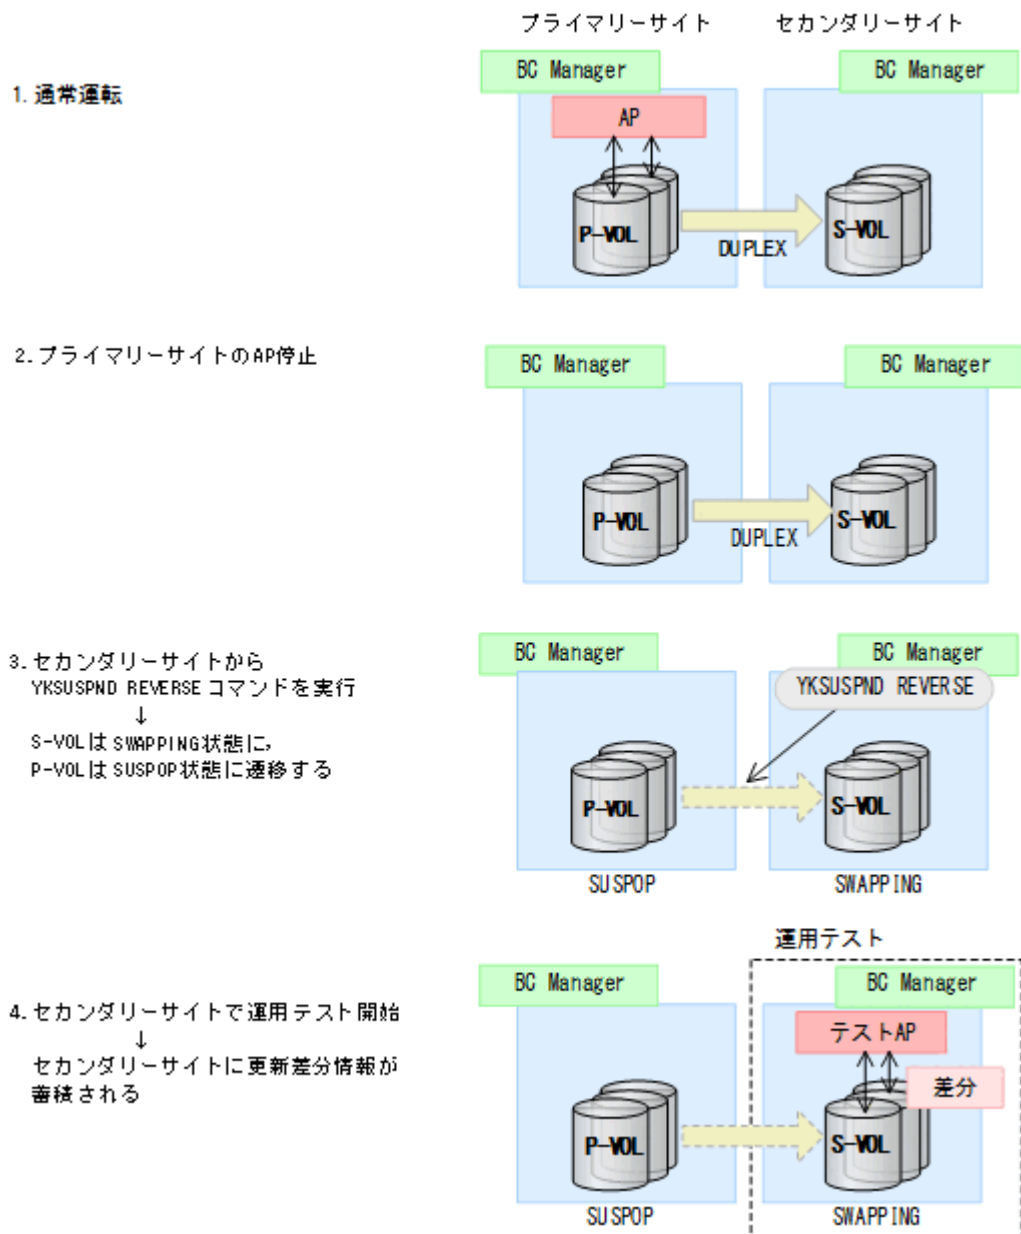 プライマリーサイト セカンダリーサイト
1. 通常運転
BC Manager BC Manager
AP
P-VOL S-VOL
DUPLEX
2. プライマリーサイトのAP停止
BC Manager BC Manager
P-VOL S-VOL
DUPLEX
3. セカンダリーサイトから
YKSUSPND REVERSE コマンドを実行
↓
S-VOLは SWAPPING状態に,
P-VOLは SUSPOP状態に遷移する
BC Manager BC Manager
YKSUSPND REVERSE
P-VOL S-VOL
SUSPOP SWAPPING
運用テスト
4. セカンダリーサイトで運用テスト開始
↓
セカンダリーサイトに更新差分情報が
蓄積される
BC Manager BC Manager
テストAP
差分
P-VOL S-VOL
SUSPOP SWAPPING